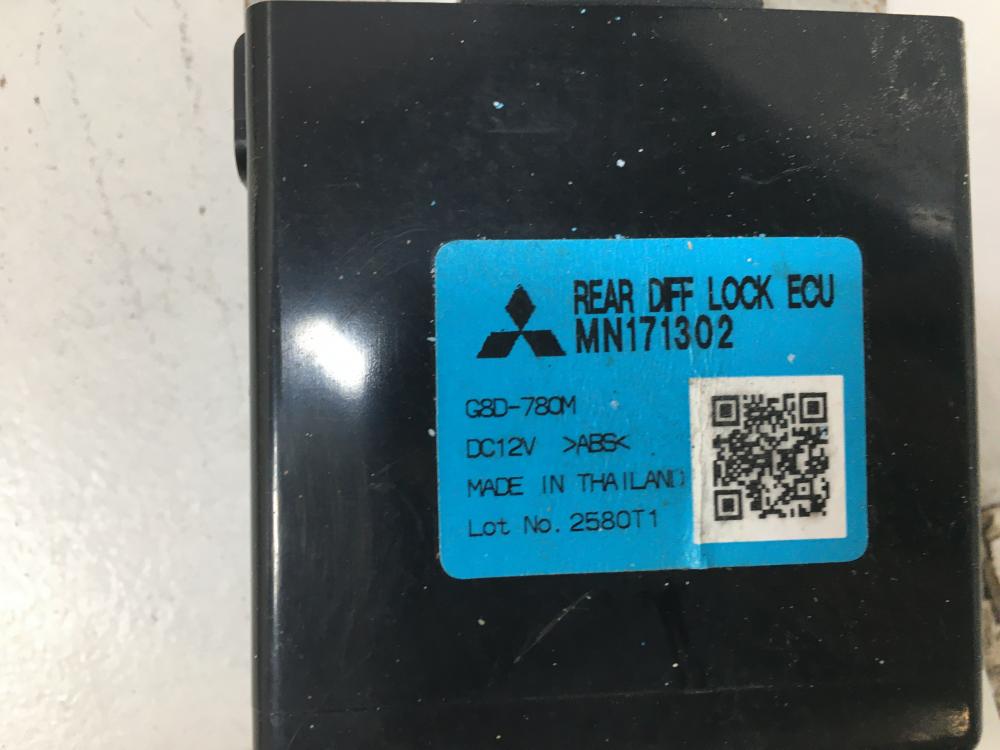 REAR DIFF LOCK ECU
MN171302
G8D-780M
DC12V >ABS<
MADE IN THAILAND
Lot No. 2580T1